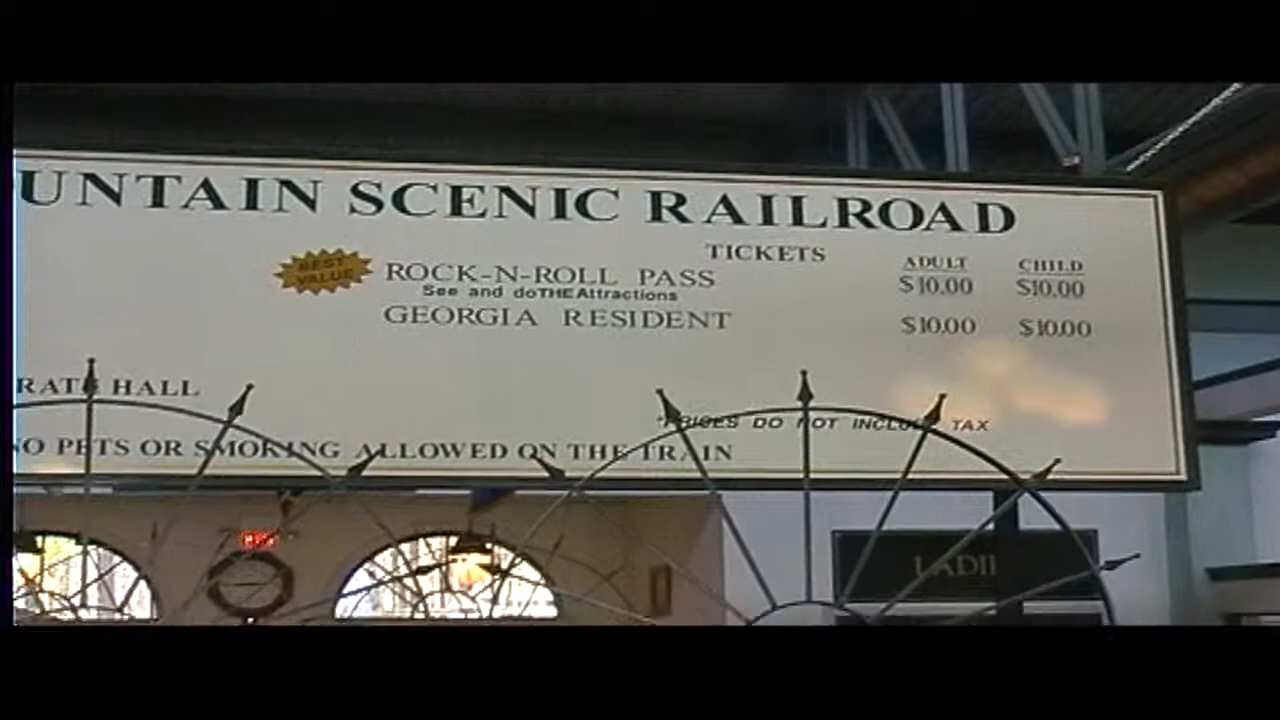 UNTAIN SCENIC RAILROAD
TICKETS
ADULT CHILD
BEST VALUE
ROCK-N-ROLL PASS $10.00 $10.00
See and doTHEAttractions
GEORGIA RESIDENT $10.00 $10.00
HALL
*PRISES DO NOT INCLUDE TAX
NO PETS OR SMOKING ALLOWED ON THE TRAIN